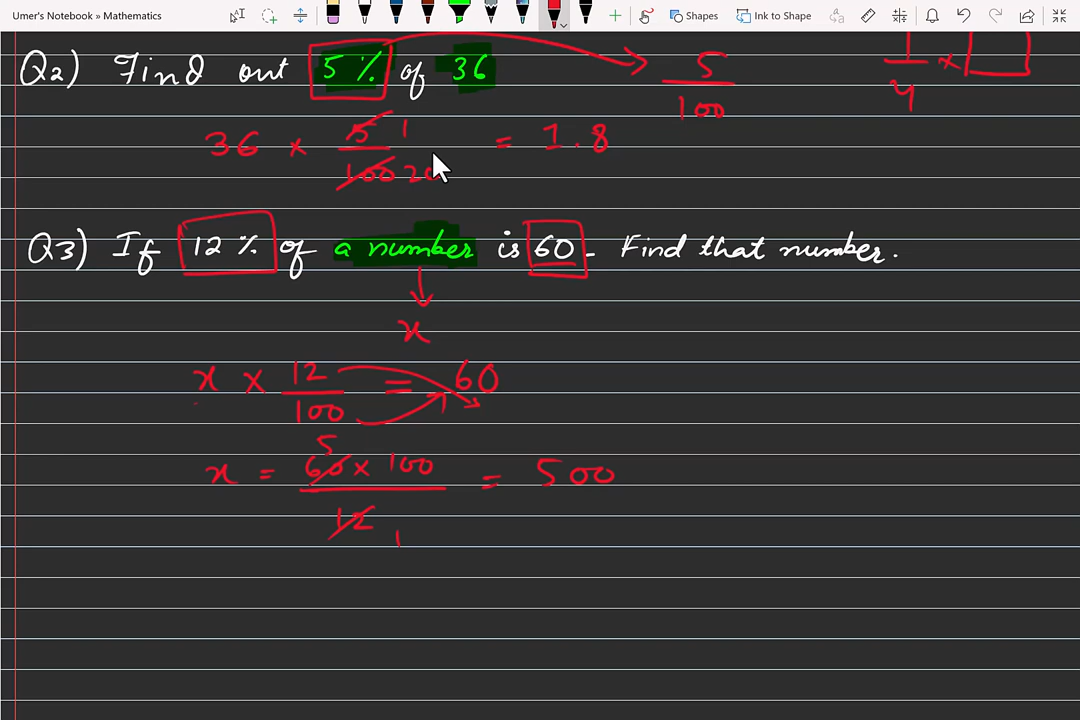 Umer's Notebook » Mathematics
Shapes
Ink to Shape
Q2) Find out 5 % of 36
5
100
1
4 ×
36 × 5 1 = 1.8
100 20
Q3) If 12 % of a number is 60. Find that number.
x
x × 12 = 60
100
5
x = 60 × 100 = 500
12
1